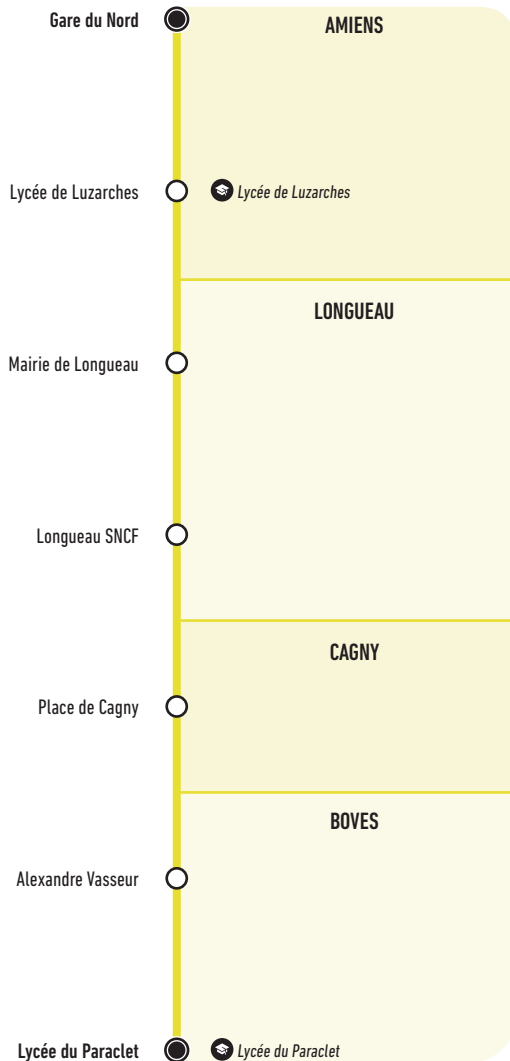 Gare du Nord
AMIENS
Lycée de Luzarches
Lycée de Luzarches
LONGUEAU
Mairie de Longueau
Longueau SNCF
CAGNY
Place de Cagny
BOVES
Alexandre Vasseur
Lycée du Paraclet
Lycée du Paraclet